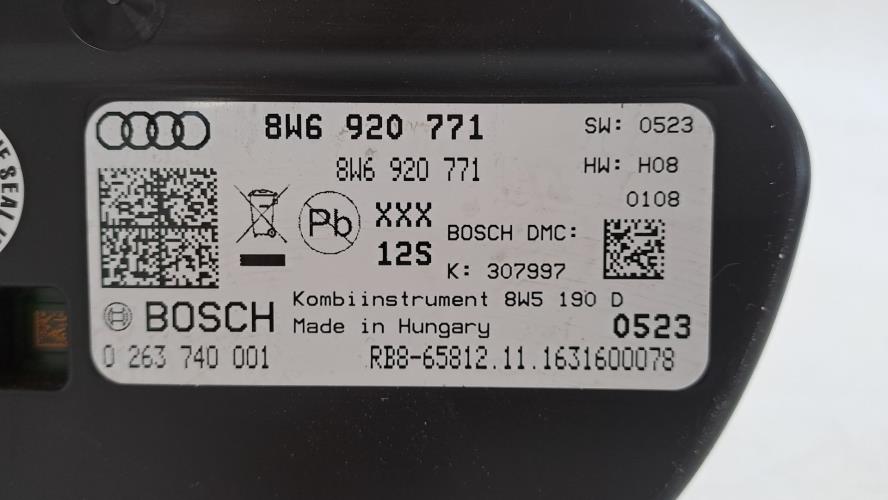 8W6 920 771 SW: 0523
8W6 920 771 HW: H08
0108
Pb XXX
12S
BOSCH DMC:
K: 307997
Kombiinstrument 8W5 190 D
BOSCH Made in Hungary 0523
0 263 740 001 RB8-65812.11.1631600078